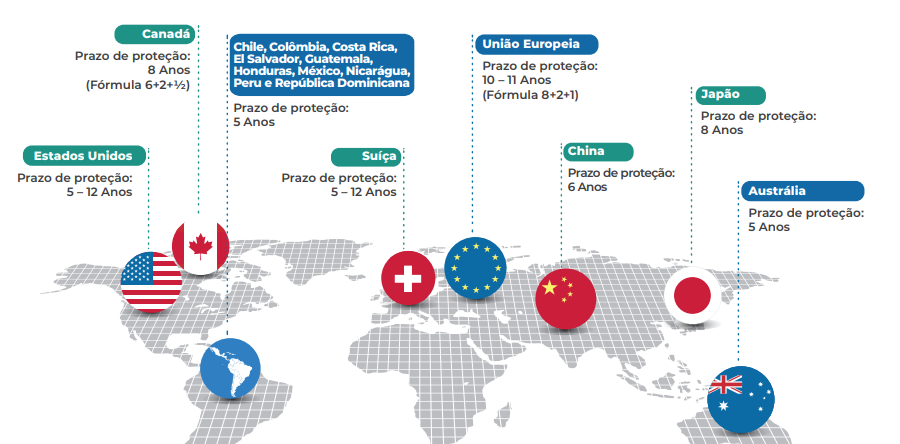 Canadá
Prazo de proteção:
8 Anos
(Fórmula 6+2+½)
Chile, Colômbia, Costa Rica,
El Salvador, Guatemala,
Honduras, México, Nicarágua,
Peru e República Dominicana
Prazo de proteção:
5 Anos
União Europeia
Prazo de proteção:
10 – 11 Anos
(Fórmula 8+2+1)
Japão
Prazo de proteção:
8 Anos
Estados Unidos
Prazo de proteção:
5 – 12 Anos
Suíça
Prazo de proteção:
5 – 12 Anos
China
Prazo de proteção:
6 Anos
Austrália
Prazo de proteção:
5 Anos